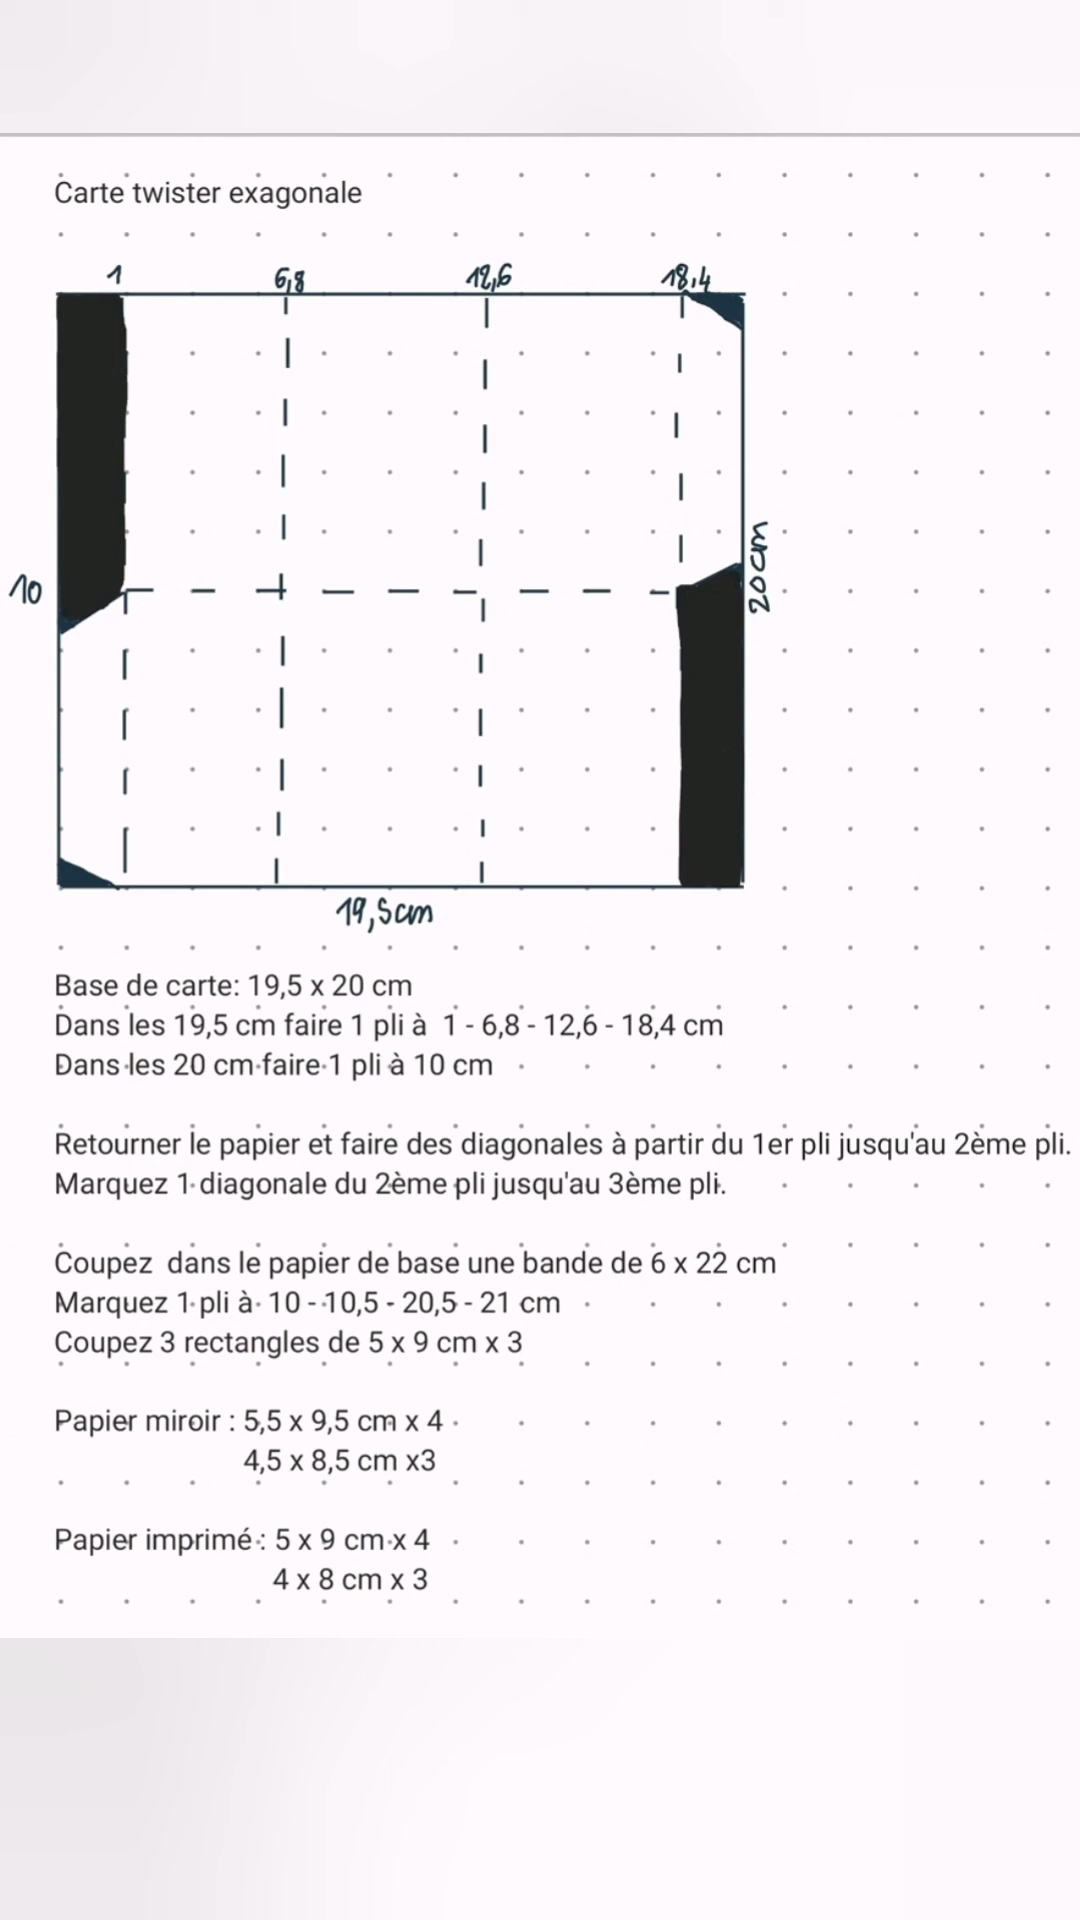 Carte twister exagonale
1 6,8 12,6 18,4
10
20cm
19,5cm
Base de carte: 19,5 x 20 cm
Dans les 19,5 cm faire 1 pli à 1 - 6,8 - 12,6 - 18,4 cm
Dans les 20 cm faire 1 pli à 10 cm
Retourner le papier et faire des diagonales à partir du 1er pli jusqu'au 2ème pli.
Marquez 1 diagonale du 2ème pli jusqu'au 3ème pli.
Coupez dans le papier de base une bande de 6 x 22 cm
Marquez 1 pli à 10 - 10,5 - 20,5 - 21 cm
Coupez 3 rectangles de 5 x 9 cm x 3
Papier miroir : 5,5 x 9,5 cm x 4
4,5 x 8,5 cm x3
Papier imprimé : 5 x 9 cm x 4
4 x 8 cm x 3